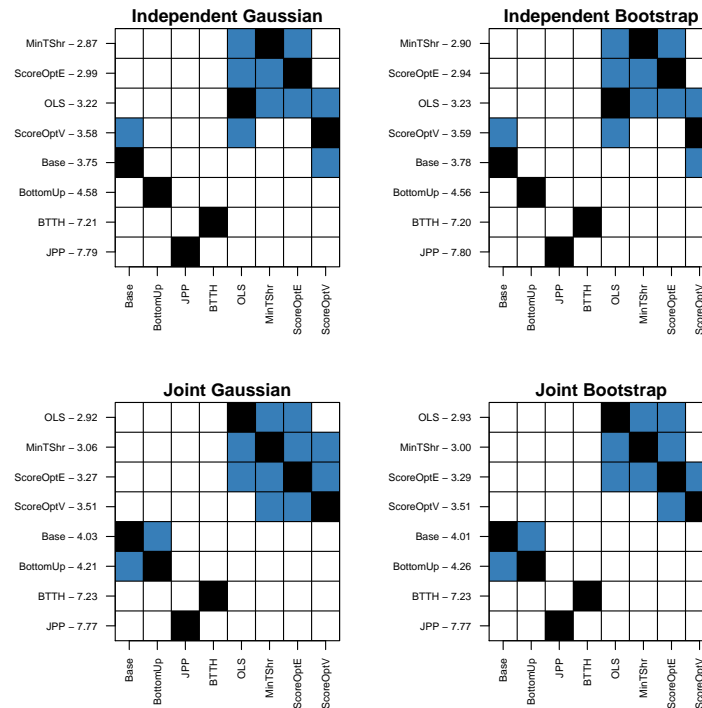 Independent Gaussian
MinTShr − 2.87
ScoreOptE − 2.99
OLS − 3.22
ScoreOptV − 3.58
Base − 3.75
BottomUp − 4.58
BTTH − 7.21
JPP − 7.79
Base
BottomUp
JPP
BTTH
OLS
MinTShr
ScoreOptE
ScoreOptV
Independent Bootstrap
MinTShr − 2.90
ScoreOptE − 2.94
OLS − 3.23
ScoreOptV − 3.59
Base − 3.78
BottomUp − 4.56
BTTH − 7.20
JPP − 7.80
Base
BottomUp
JPP
BTTH
OLS
MinTShr
ScoreOptE
ScoreOptV
Joint Gaussian
OLS − 2.92
MinTShr − 3.06
ScoreOptE − 3.27
ScoreOptV − 3.51
Base − 4.03
BottomUp − 4.21
BTTH − 7.23
JPP − 7.77
Base
BottomUp
JPP
BTTH
OLS
MinTShr
ScoreOptE
ScoreOptV
Joint Bootstrap
OLS − 2.93
MinTShr − 3.00
ScoreOptE − 3.29
ScoreOptV − 3.51
Base − 4.01
BottomUp − 4.26
BTTH − 7.23
JPP − 7.77
Base
BottomUp
JPP
BTTH
OLS
MinTShr
ScoreOptE
ScoreOptV